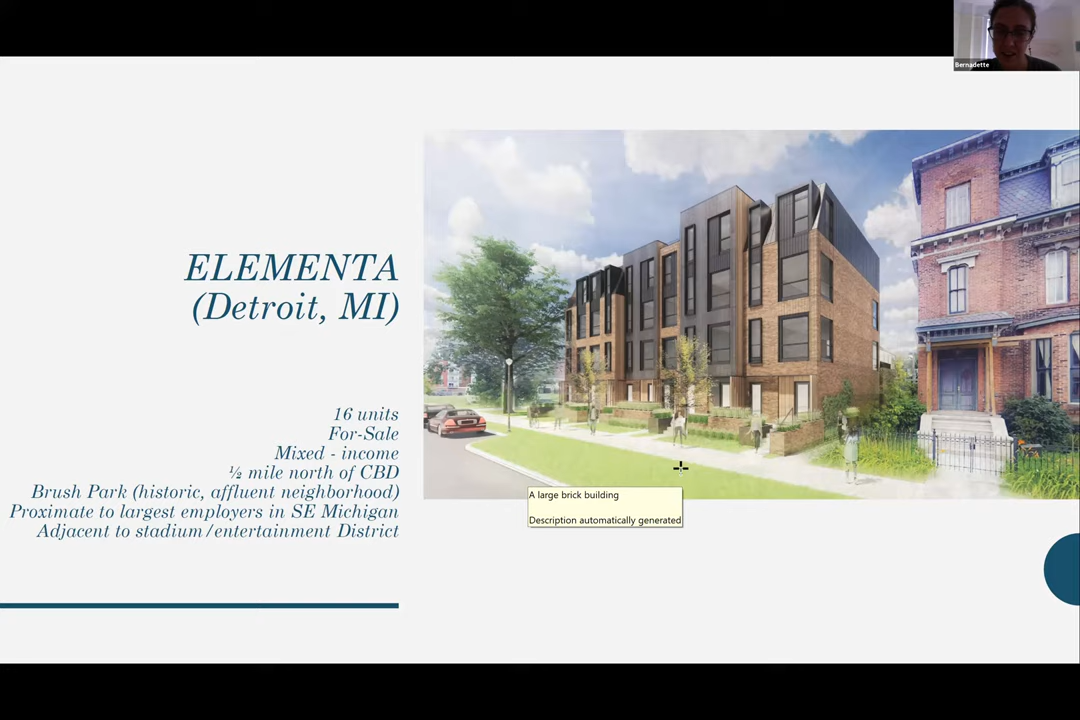 Bernadette
ELEMENTA
(Detroit, MI)
16 units
For-Sale
Mixed - income
½ mile north of CBD
Brush Park (historic, affluent neighborhood)
Proximate to largest employers in SE Michigan
Adjacent to stadium/entertainment District
A large brick building
Description automatically generated